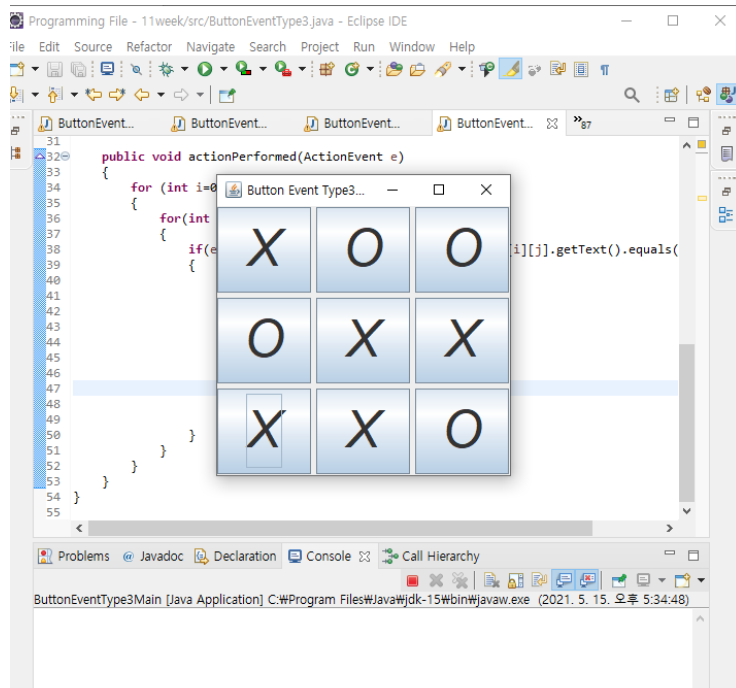 Programming File - 11week/src/ButtonEventType3.java - Eclipse IDE
File Edit Source Refactor Navigate Search Project Run Window Help
ButtonEvent... ButtonEvent... ButtonEvent... ButtonEvent... »87
31
32 public void actionPerformed(ActionEvent e)
33 {
34 for (int i=0
35 {
36 for(int
37 {
38 if(e [i][j].getText().equals(
39 {
40
41
42
43
44
45
46
47
48
49
50 }
51 }
52 }
53 }
54 }
55
Button Event Type3...
X O O
O X X
X X O
Problems @ Javadoc Declaration Console Call Hierarchy
ButtonEventType3Main [Java Application] C:₩Program Files₩Java₩jdk-15₩bin₩javaw.exe (2021. 5. 15. 오후 5:34:48)